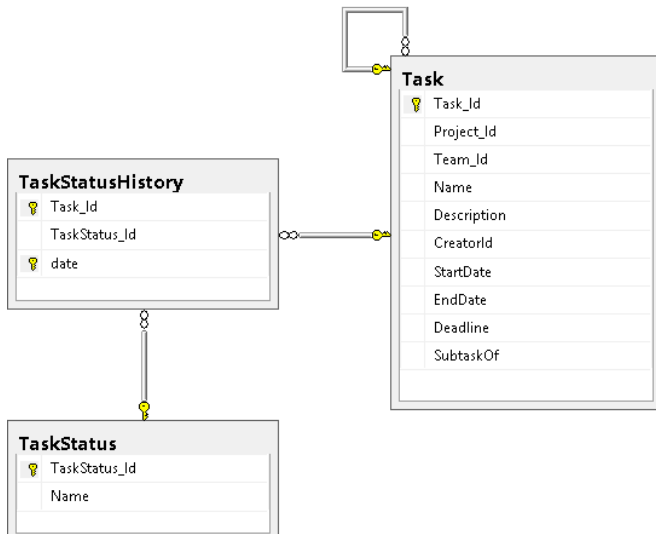 Task
Task_Id
Project_Id
Team_Id
Name
Description
CreatorId
StartDate
EndDate
Deadline
SubtaskOf
TaskStatusHistory
Task_Id
TaskStatus_Id
date
TaskStatus
TaskStatus_Id
Name